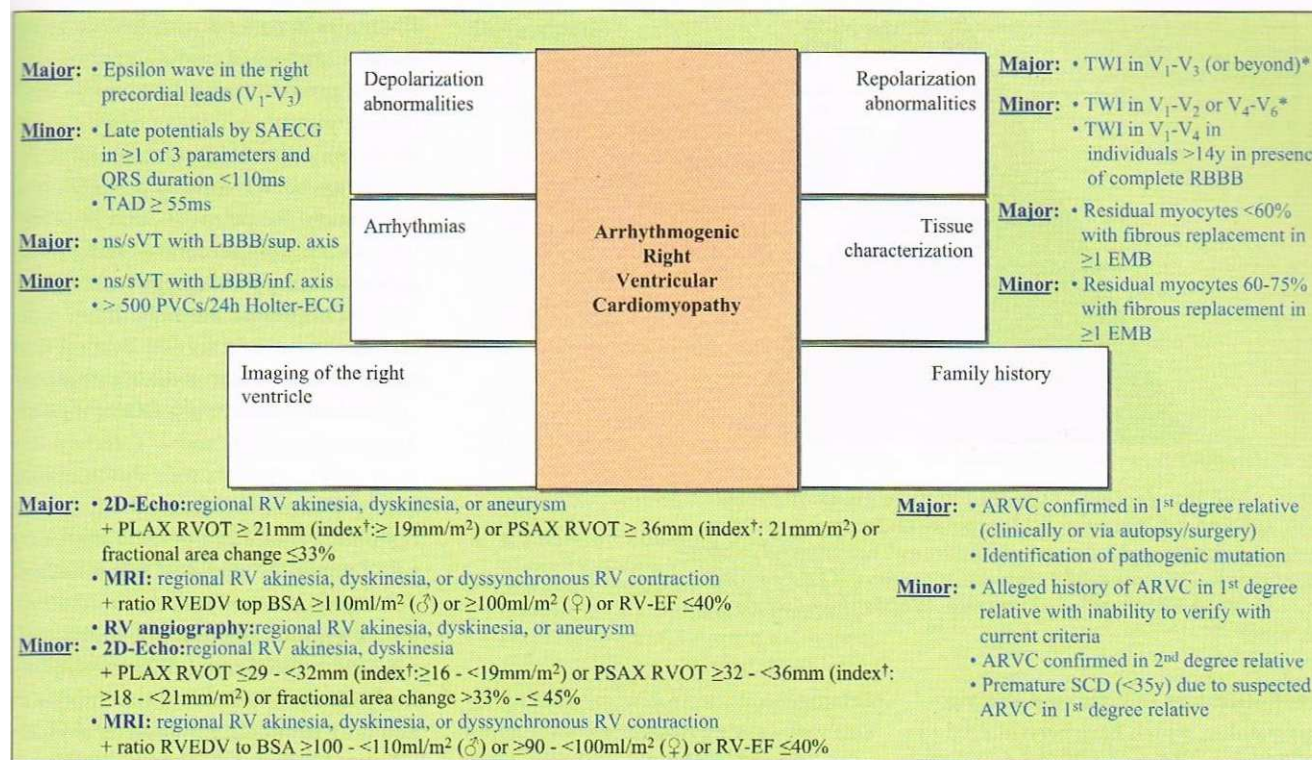 Major: • Epsilon wave in the right
precordial leads (V₁-V₃)
Minor: • Late potentials by SAECG
in ≥1 of 3 parameters and
QRS duration <110ms
• TAD ≥ 55ms
Depolarization
abnormalities
Major: • ns/sVT with LBBB/sup. axis
Minor: • ns/sVT with LBBB/inf. axis
• > 500 PVCs/24h Holter-ECG
Arrhythmias
Imaging of the right
ventricle
Arrhythmogenic
Right
Ventricular
Cardiomyopathy
Repolarization
abnormalities
Major: • TWI in V₁-V₃ (or beyond)*
Minor: • TWI in V₁-V₂ or V₄-V₆*
• TWI in V₁-V₄ in
individuals >14y in presenc
of complete RBBB
Tissue
characterization
Major: • Residual myocytes <60%
with fibrous replacement in
≥1 EMB
Minor: • Residual myocytes 60-75%
with fibrous replacement in
≥1 EMB
Family history
Major: • 2D-Echo:regional RV akinesia, dyskinesia, or aneurysm
+ PLAX RVOT ≥ 21mm (index†:≥ 19mm/m²) or PSAX RVOT ≥ 36mm (index†: 21mm/m²) or
fractional area change ≤33%
• MRI: regional RV akinesia, dyskinesia, or dyssynchronous RV contraction
+ ratio RVEDV top BSA ≥110ml/m² (♂) or ≥100ml/m² (♀) or RV-EF ≤40%
• RV angiography:regional RV akinesia, dyskinesia, or aneurysm
Minor: • 2D-Echo:regional RV akinesia, dyskinesia
+ PLAX RVOT ≤29 - <32mm (index†:≥16 - <19mm/m²) or PSAX RVOT ≥32 - <36mm (index†:
≥18 - <21mm/m²) or fractional area change >33% - ≤ 45%
• MRI: regional RV akinesia, dyskinesia, or dyssynchronous RV contraction
+ ratio RVEDV to BSA ≥100 - <110ml/m² (♂) or ≥90 - <100ml/m² (♀) or RV-EF ≤40%
Major: • ARVC confirmed in 1st degree relative
(clinically or via autopsy/surgery)
• Identification of pathogenic mutation
Minor: • Alleged history of ARVC in 1st degree
relative with inability to verify with
current criteria
• ARVC confirmed in 2nd degree relative
• Premature SCD (<35y) due to suspected
ARVC in 1st degree relative